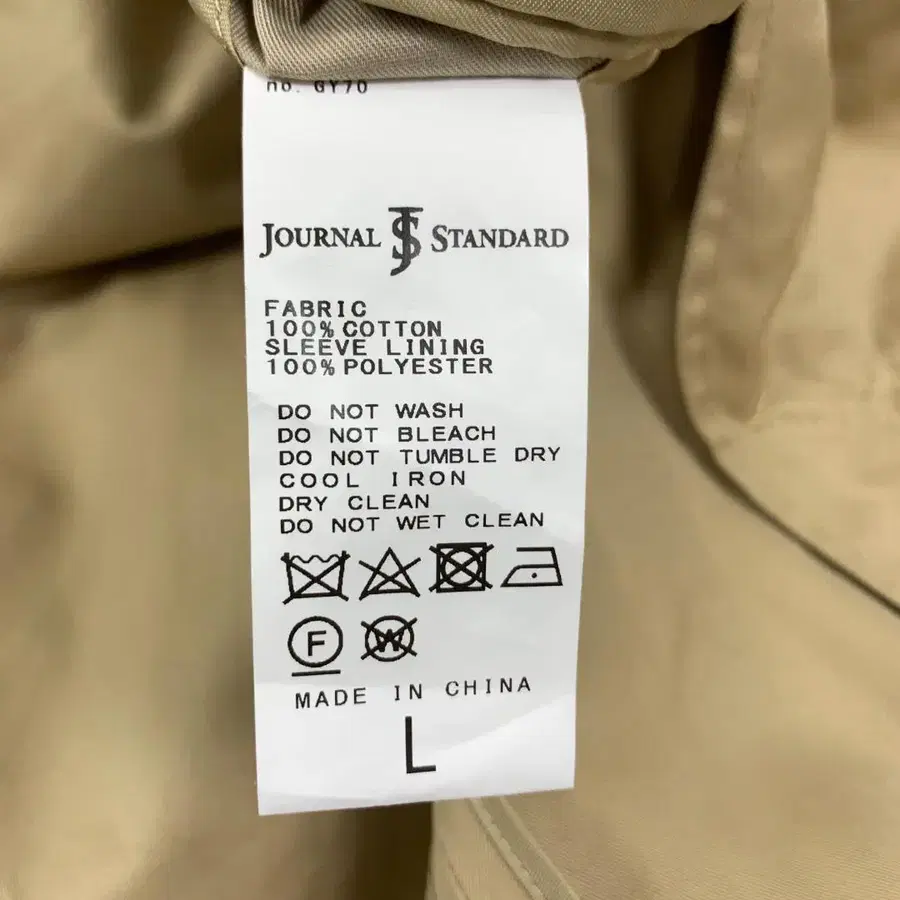 no. GY70
JOURNAL JS STANDARD
FABRIC
100% COTTON
SLEEVE LINING
100% POLYESTER
DO NOT WASH
DO NOT BLEACH
DO NOT TUMBLE DRY
COOL IRON
DRY CLEAN
DO NOT WET CLEAN
F W
MADE IN CHINA
L